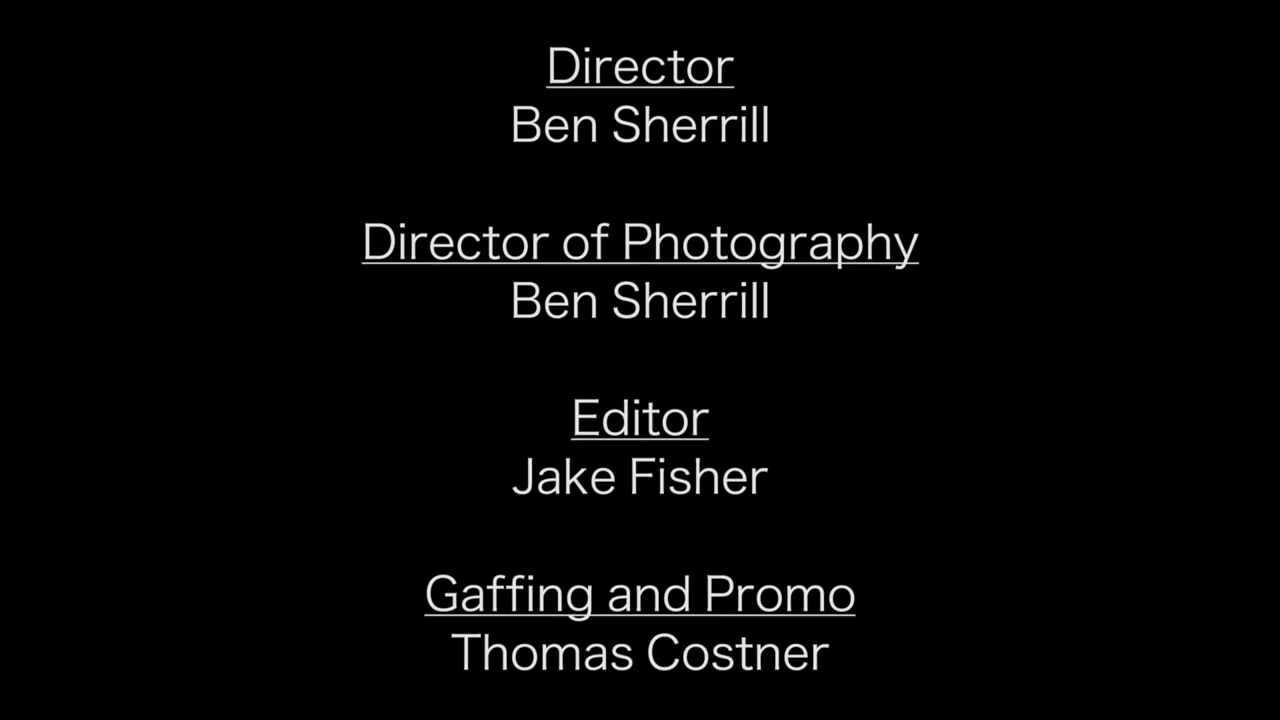 Director
Ben Sherrill
Director of Photography
Ben Sherrill
Editor
Jake Fisher
Gaffing and Promo
Thomas Costner